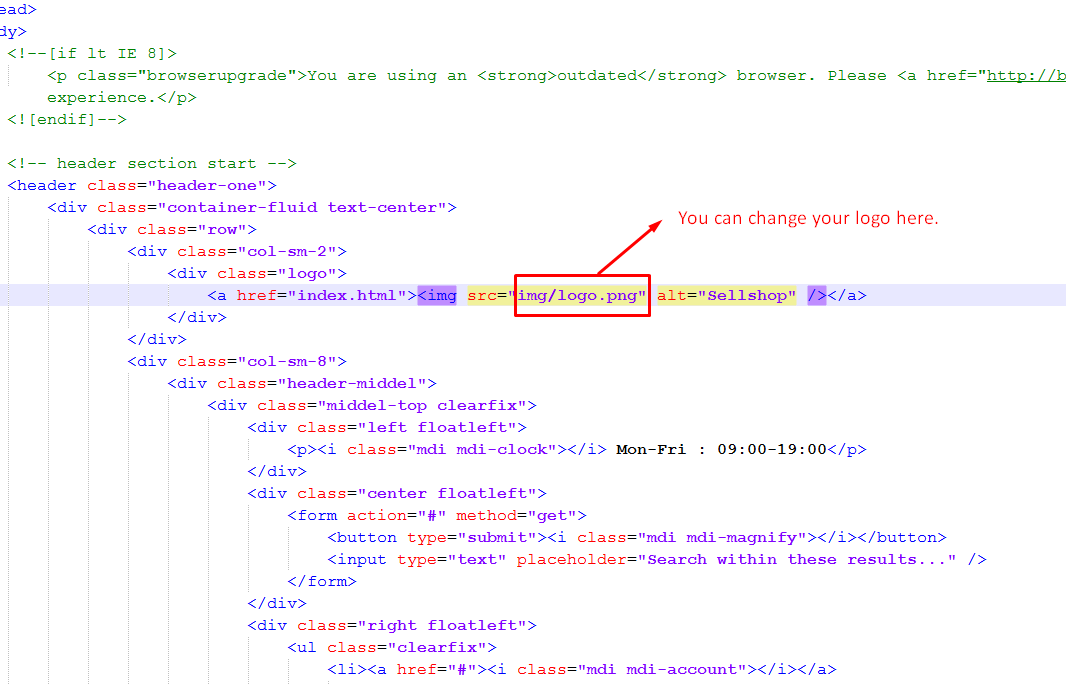 ead>
dy>
<!--[if lt IE 8]>
<p class="browserupgrade">You are using an <strong>outdated</strong> browser. Please <a href="http://b
experience.</p>
<![endif]-->
<!-- header section start -->
<header class="header-one">
<div class="container-fluid text-center">
You can change your logo here.
<div class="row">
<div class="col-sm-2">
<div class="logo">
<a href="index.html"><img src="img/logo.png" alt="Sellshop" /></a>
</div>
</div>
<div class="col-sm-8">
<div class="header-middel">
<div class="middel-top clearfix">
<div class="left floatleft">
<p><i class="mdi mdi-clock"></i> Mon-Fri : 09:00-19:00</p>
</div>
<div class="center floatleft">
<form action="#" method="get">
<button type="submit"><i class="mdi mdi-magnify"></i></button>
<input type="text" placeholder="Search within these results..." />
</form>
</div>
<div class="right floatleft">
<ul class="clearfix">
<li><a href="#"><i class="mdi mdi-account"></i></a>